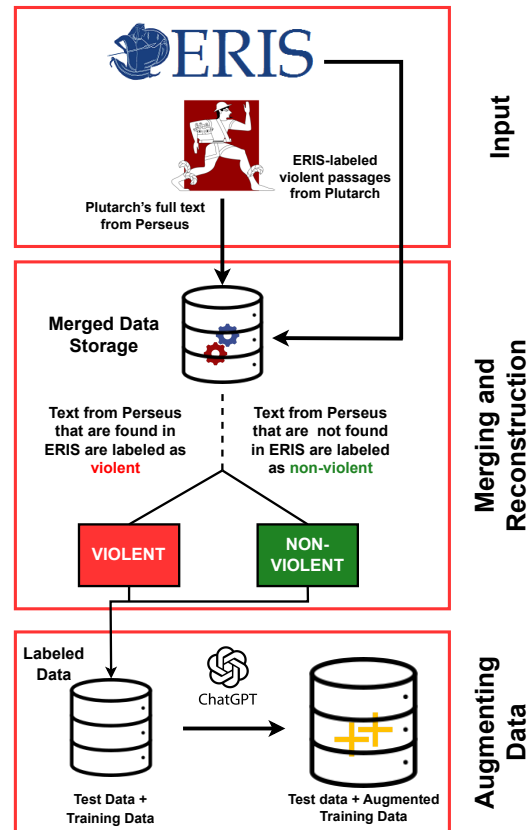 ERIS
Input
ERIS-labeled
violent passages
from Plutarch
Plutarch's full text
from Perseus
Merging and
Reconstruction
Merged Data
Storage
Text from Perseus
that are found in
ERIS are labeled as
violent
Text from Perseus
that are not found
in ERIS are labeled
as non-violent
VIOLENT
NON-
VIOLENT
Augmenting
Data
Labeled
Data
ChatGPT
Test Data +
Training Data
Test data + Augmented
Training Data